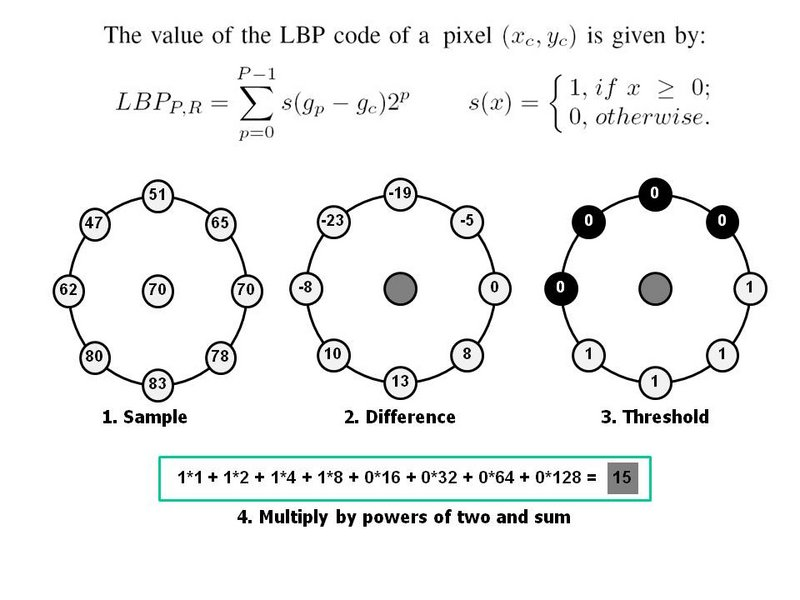 The value of the LBP code of a pixel (x_c, y_c) is given by:
LBP_{P,R} = \sum_{p=0}^{P-1} s(g_p − g_c)2^p    s(x) = { 1, if x ≥ 0; 0, otherwise.
51 -19 0
47 65 -23 -5 0 0
62 70 70 -8 0 0 1
80 78 10 8 1 1
83 13 1
1. Sample 2. Difference 3. Threshold
1*1 + 1*2 + 1*4 + 1*8 + 0*16 + 0*32 + 0*64 + 0*128 = 15
4. Multiply by powers of two and sum